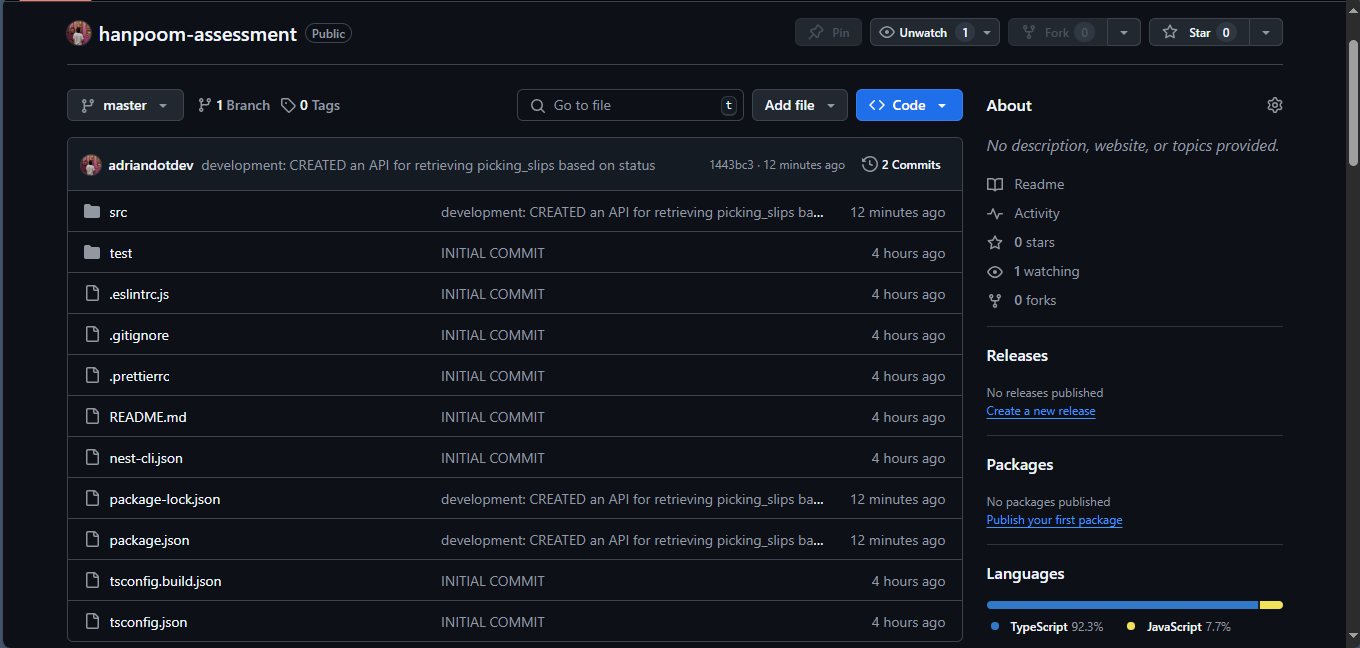 hanpoom-assessment Public Pin Unwatch 1 Fork 0 Star 0
master 1 Branch 0 Tags Go to file t Add file Code
adriandotdev development: CREATED an API for retrieving picking_slips based on status 1443bc3 · 12 minutes ago 2 Commits
src development: CREATED an API for retrieving picking_slips ba... 12 minutes ago
test INITIAL COMMIT 4 hours ago
.eslintrc.js INITIAL COMMIT 4 hours ago
.gitignore INITIAL COMMIT 4 hours ago
.prettierrc INITIAL COMMIT 4 hours ago
README.md INITIAL COMMIT 4 hours ago
nest-cli.json INITIAL COMMIT 4 hours ago
package-lock.json development: CREATED an API for retrieving picking_slips ba... 12 minutes ago
package.json development: CREATED an API for retrieving picking_slips ba... 12 minutes ago
tsconfig.build.json INITIAL COMMIT 4 hours ago
tsconfig.json INITIAL COMMIT 4 hours ago
About
No description, website, or topics provided.
Readme
Activity
0 stars
1 watching
0 forks
Releases
No releases published
Create a new release
Packages
No packages published
Publish your first package
Languages
TypeScript 92.3% JavaScript 7.7%